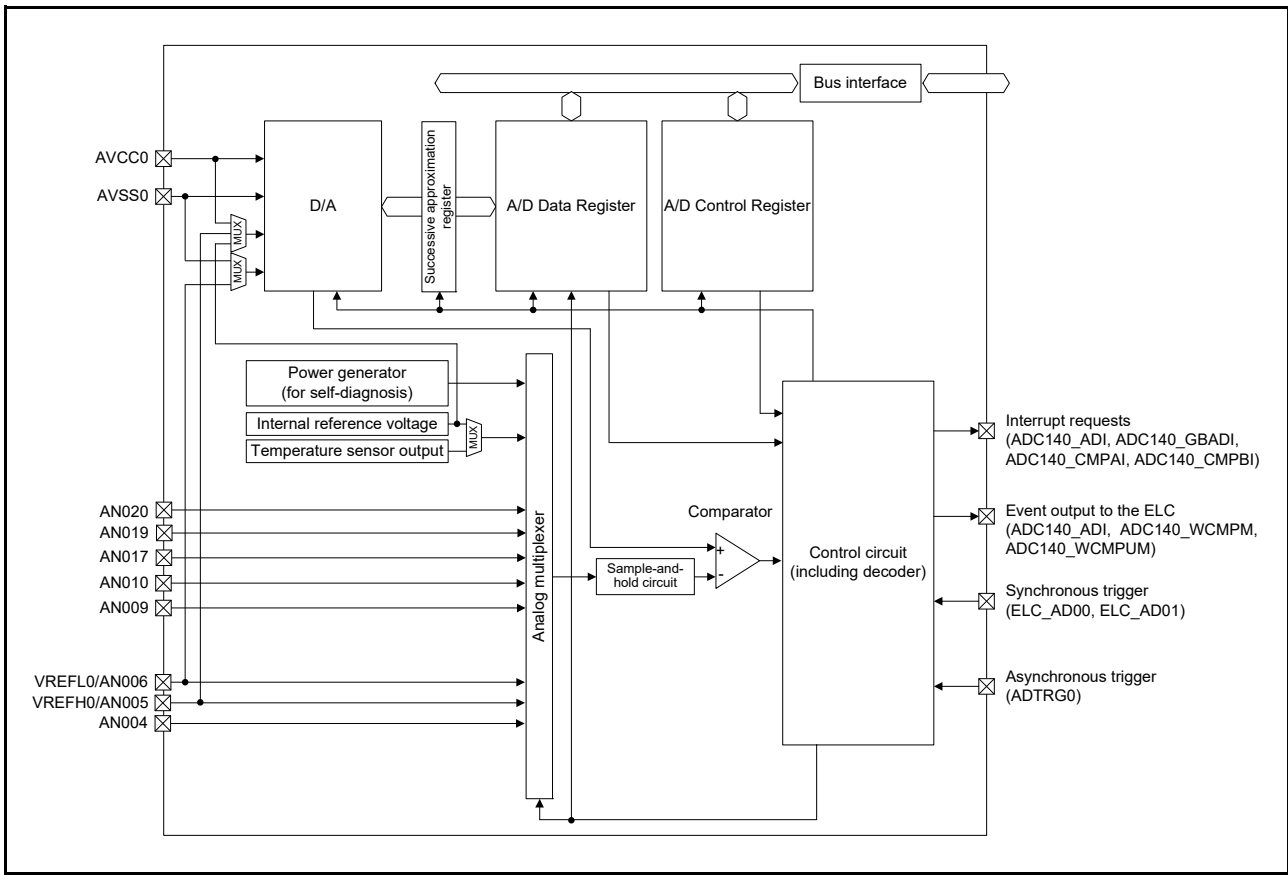 Bus interface
AVCC0
AVSS0
MUX
MUX
D/A
Successive approximation
register
A/D Data Register
A/D Control Register
Power generator
(for self-diagnosis)
Internal reference voltage
Temperature sensor output
MUX
AN020
AN019
AN017
AN010
AN009
VREFL0/AN006
VREFH0/AN005
AN004
Analog multiplexer
Sample-and-
hold circuit
Comparator
+
-
Control circuit
(including decoder)
Interrupt requests
(ADC140_ADI, ADC140_GBADI,
ADC140_CMPAI, ADC140_CMPBI)
Event output to the ELC
(ADC140_ADI, ADC140_WCMPM,
ADC140_WCMPUM)
Synchronous trigger
(ELC_AD00, ELC_AD01)
Asynchronous trigger
(ADTRG0)